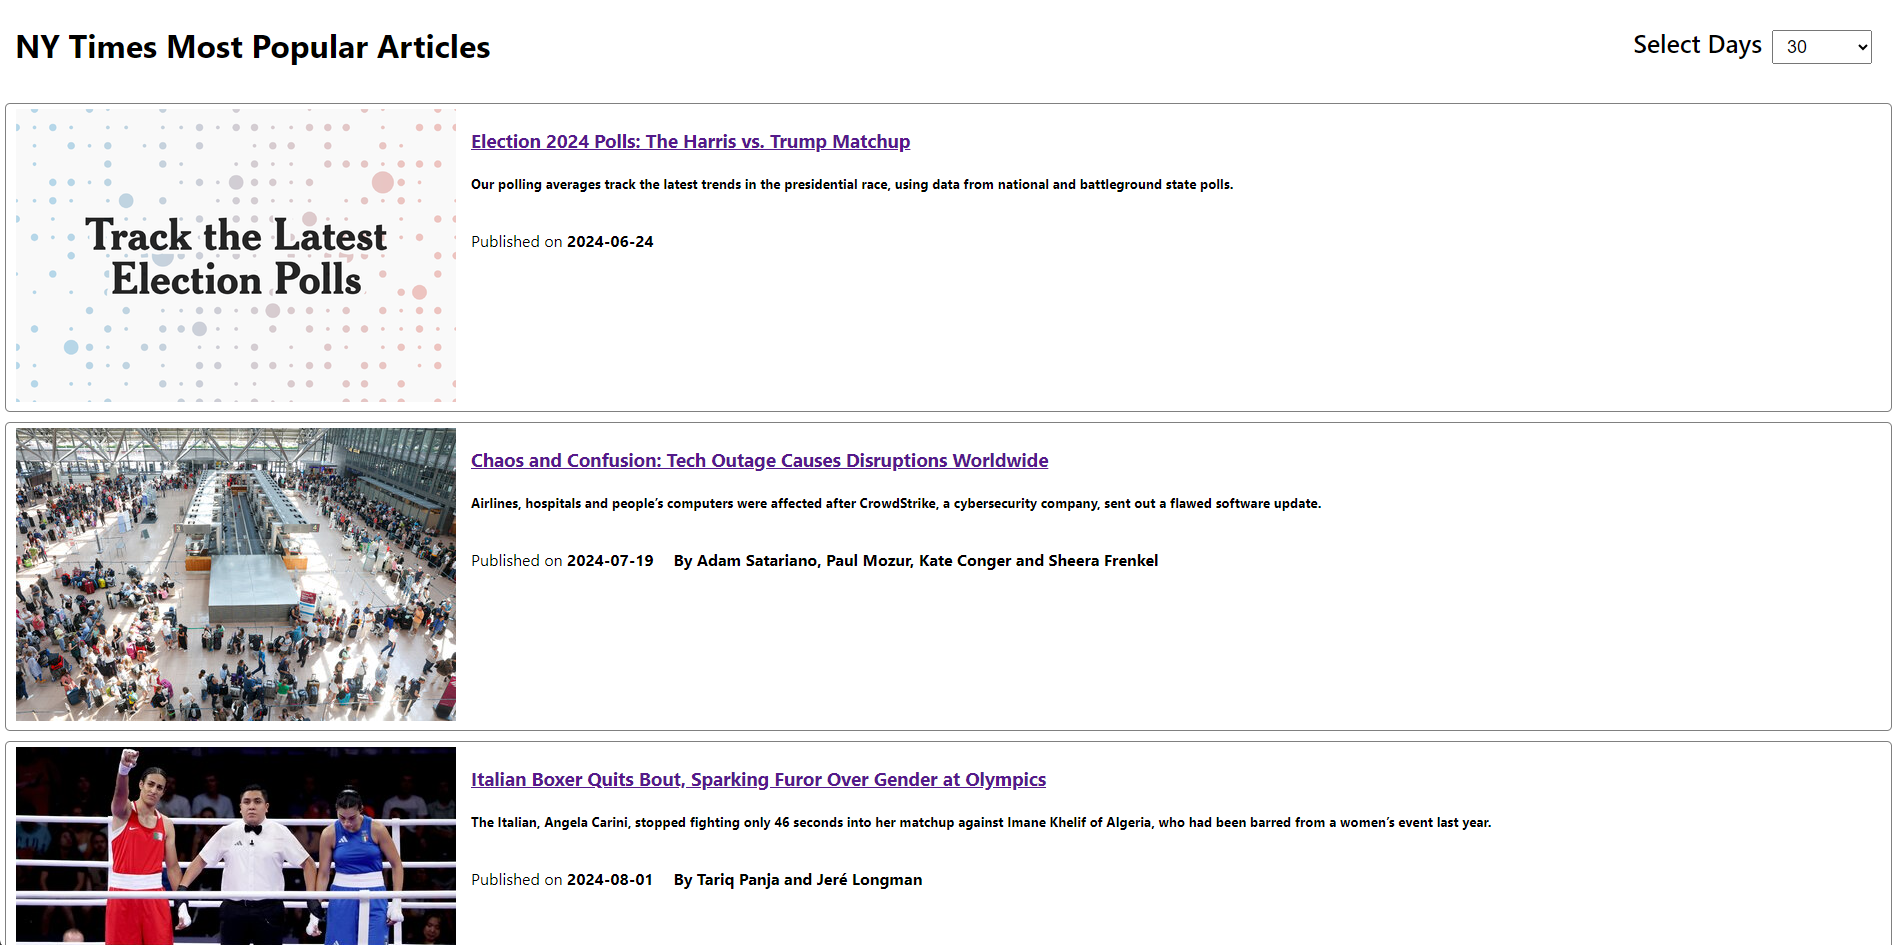 NY Times Most Popular Articles
Select Days 30
Track the Latest
Election Polls
Election 2024 Polls: The Harris vs. Trump Matchup
Our polling averages track the latest trends in the presidential race, using data from national and battleground state polls.
Published on 2024-06-24
Chaos and Confusion: Tech Outage Causes Disruptions Worldwide
Airlines, hospitals and people’s computers were affected after CrowdStrike, a cybersecurity company, sent out a flawed software update.
Published on 2024-07-19 By Adam Satariano, Paul Mozur, Kate Conger and Sheera Frenkel
Italian Boxer Quits Bout, Sparking Furor Over Gender at Olympics
The Italian, Angela Carini, stopped fighting only 46 seconds into her matchup against Imane Khelif of Algeria, who had been barred from a women’s event last year.
Published on 2024-08-01 By Tariq Panja and Jeré Longman